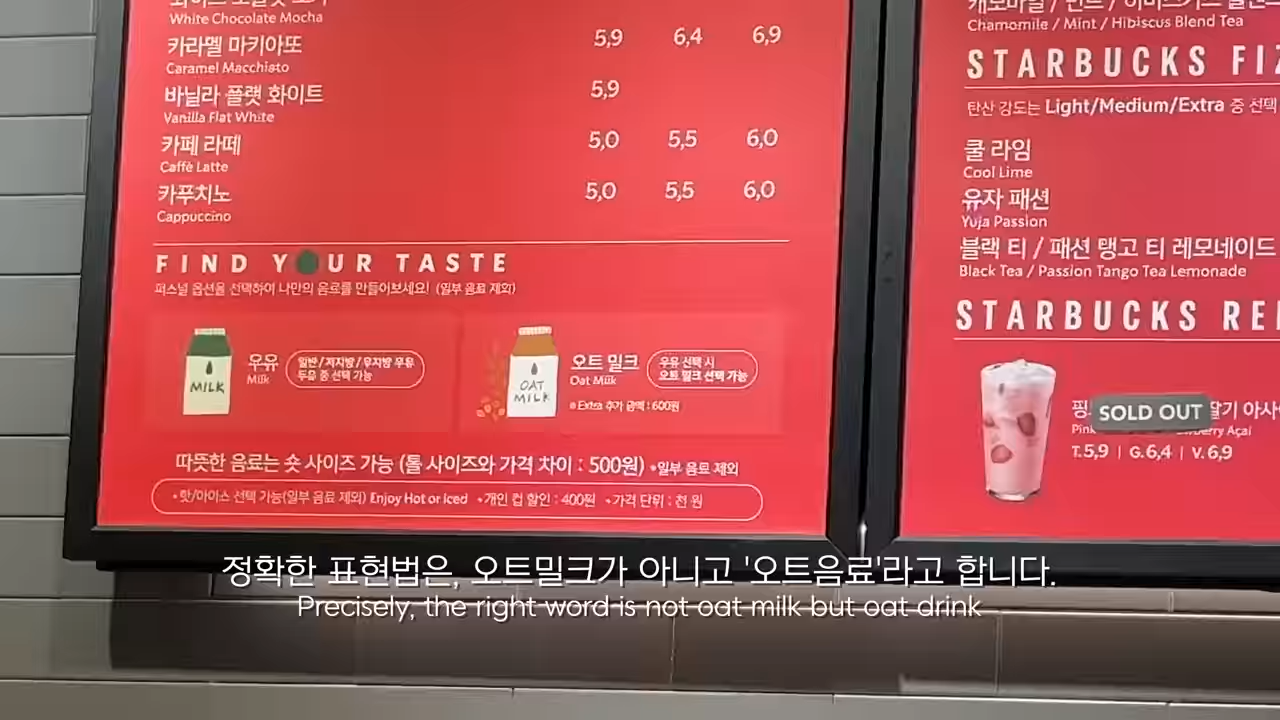 White Chocolate Mocha
카라멜 마키아또 5,9 6,4 6,9
Caramel Macchiato
바닐라 플랫 화이트 5,9
Vanilla Flat White
카페 라떼 5,0 5,5 6,0
Caffè Latte
카푸치노 5,0 5,5 6,0
Cappuccino
FIND YOUR TASTE
퍼스널 옵션을 선택하여 나만의 음료를 만들어보세요! (일부 음료 제외)
우유
Milk
일반/저지방/무지방 우유
두유 중 선택 가능
MILK
오트 밀크
Oat Milk
우유 선택 시
오트 밀크 선택 가능
※Extra 추가 금액 : 600원
OAT
MILK
따뜻한 음료는 숏 사이즈 가능 (톨 사이즈와 가격 차이 : 500원) *일부 음료 제외
•핫/아이스 선택 가능(일부 음료 제외) Enjoy Hot or Iced •개인 컵 할인 : 400원 •가격 단위 : 천 원
Chamomile / Mint / Hibiscus Blend Tea
STARBUCKS FIZ
탄산 강도는 Light/Medium/Extra 중 선택
쿨 라임
Cool Lime
유자 패션
Yuja Passion
블랙 티 / 패션 탱고 티 레모네이드
Black Tea / Passion Tango Tea Lemonade
STARBUCKS RE
SOLD OUT
딸기 아사
Pink
Açaí
T.5,9 | G.6,4 | V.6,9
정확한 표현법은, 오트밀크가 아니고 '오트음료'라고 합니다.
Precisely, the right word is not oat milk but oat drink